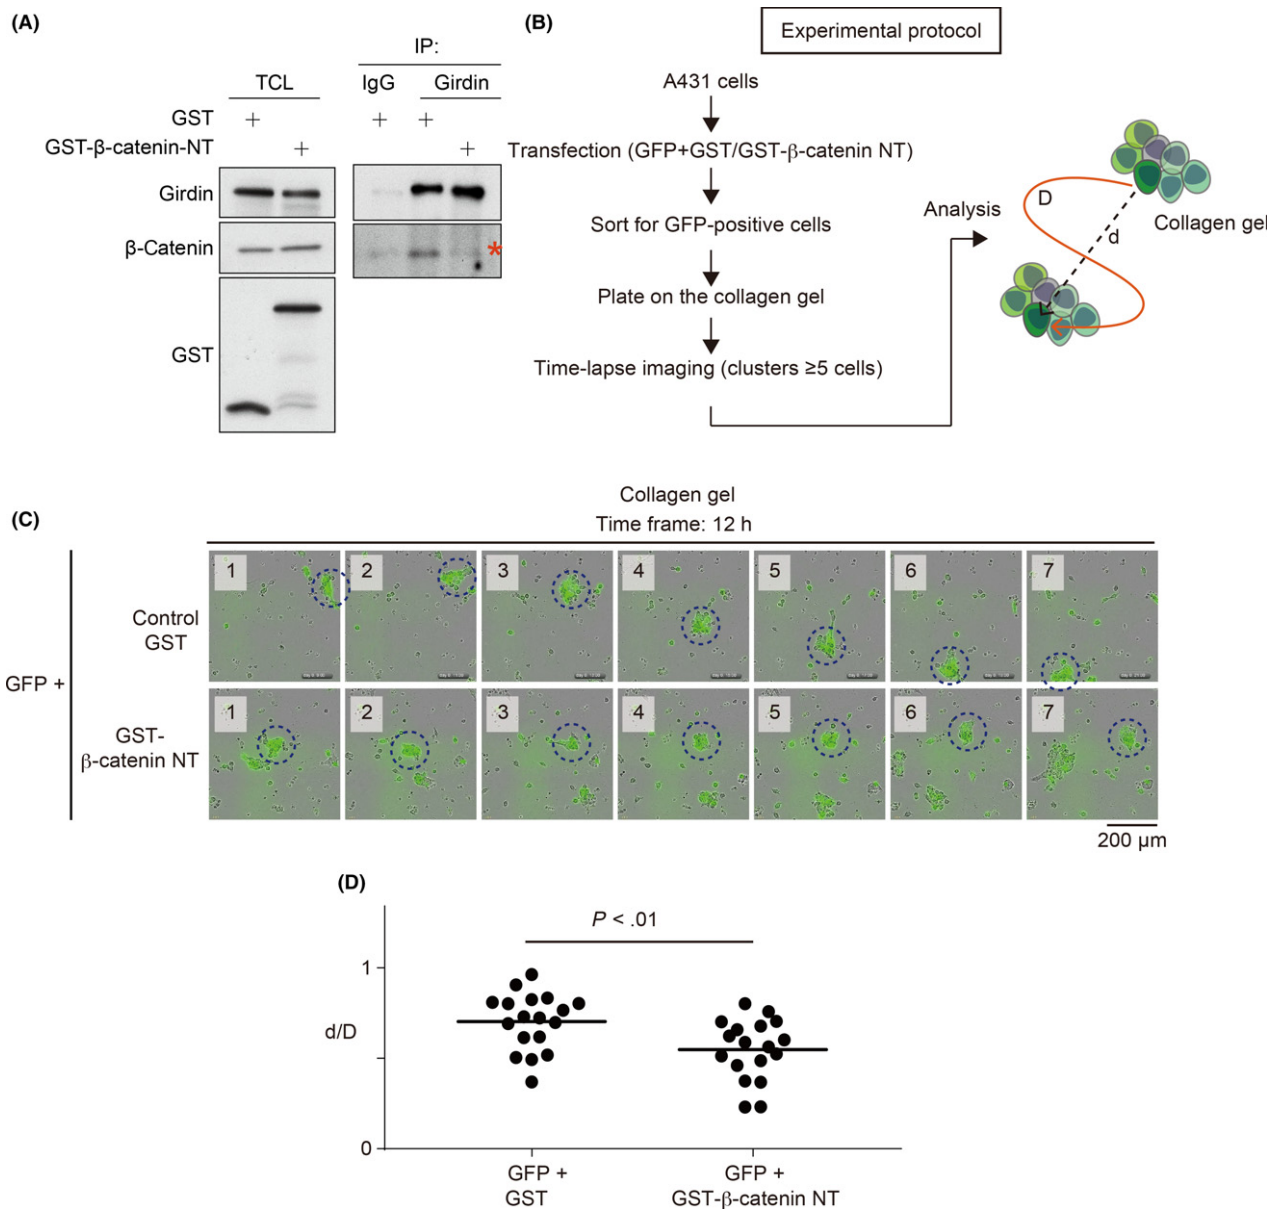 (A)
IP:
TCL
IgG
Girdin
GST
+
+
+
GST-β-catenin-NT
+
+
Girdin
β-Catenin
*
GST
(B)
Experimental protocol
A431 cells
Transfection (GFP+GST/GST-β-catenin NT)
Sort for GFP-positive cells
Plate on the collagen gel
Time-lapse imaging (clusters ≥5 cells)
Analysis
D
d
Collagen gel
(C)
Collagen gel
Time frame: 12 h
GFP +
Control
GST
1 2 3 4 5 6 7
GST-
β-catenin NT
1 2 3 4 5 6 7
200 μm
(D)
P < .01
1
d/D
0
GFP +
GST
GFP +
GST-β-catenin NT